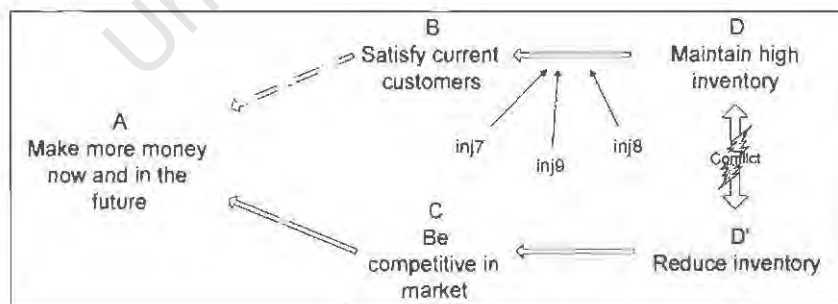 B
Satisfy current
customers
D
Maintain high
inventory
A
Make more money
now and in the
future
inj7
inj9
inj8
Conflict
C
Be
competitive in
market
D'
Reduce inventory